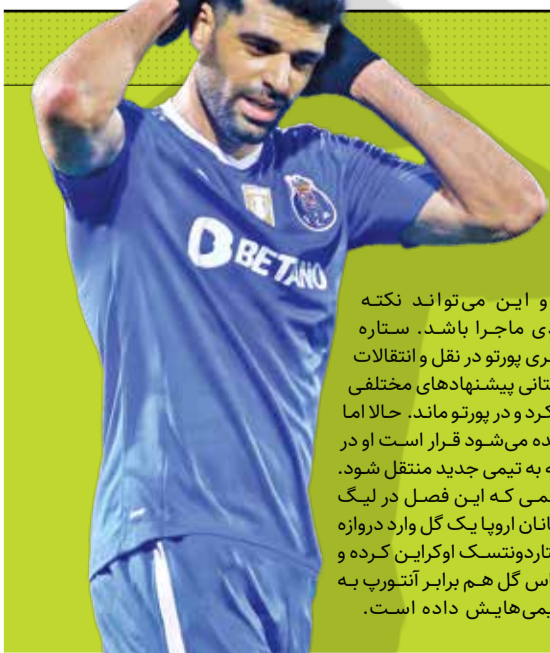 BETANO
و این می‌تواند نکته
دی ماجرا باشد. ستاره
ری پورتو در نقل و انتقالات
ستانی پیشنهادهای مختلفی
کرد و در پورتو ماند. حالا اما
ده می‌شود قرار است او در
ه به تیمی جدید منتقل شود.
می که این فصل در لیگ
انان اروپا یک گل وارد دروازه
تاردونتسک اوکراین کرده و
اس گل هم برابر آنتورپ به
یمی‌هایش داده است.